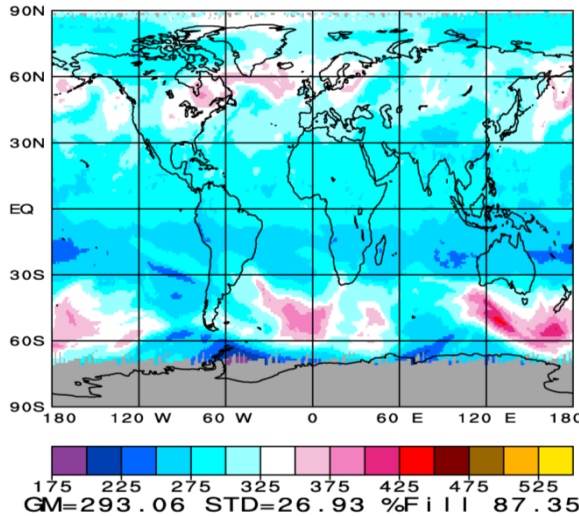 90N
60N
30N
EQ
30S
60S
90S
180 120 W 60 W 0 60 E 120 E 180
175 225 275 325 375 425 475 525
GM=293.06 STD=26.93 %Fill 87.35